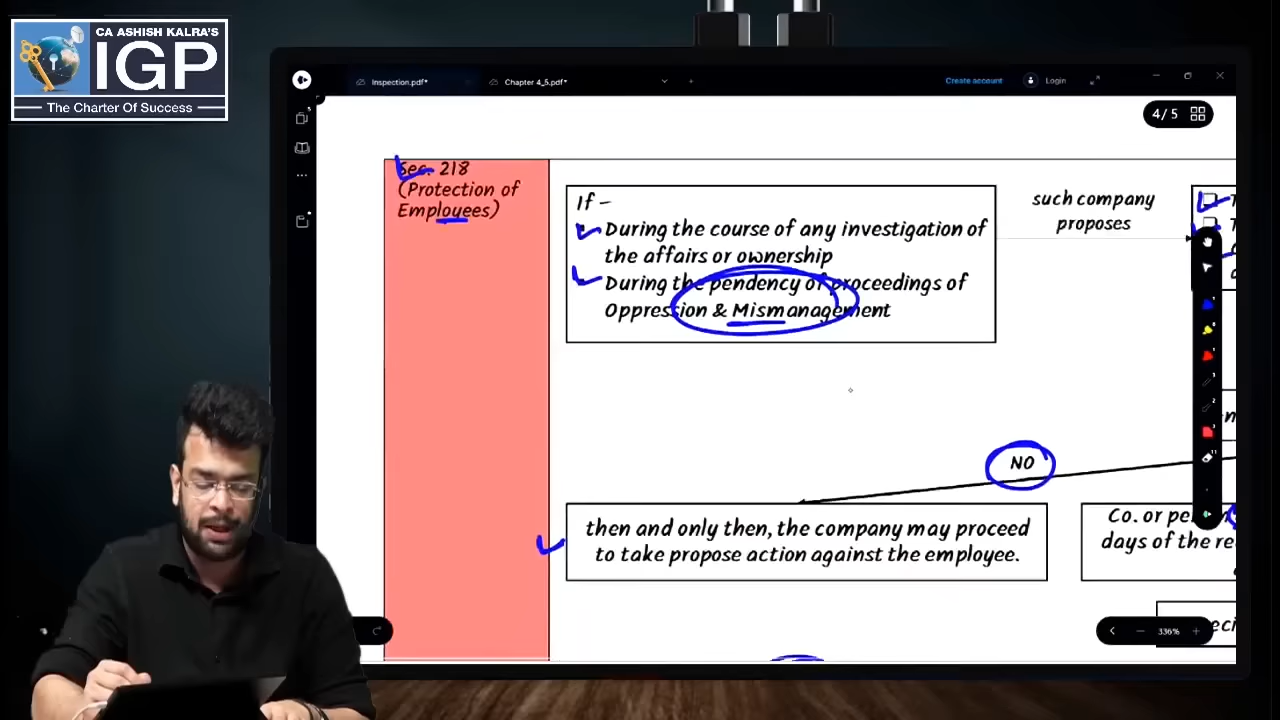 CA ASHISH KALRA'S
IGP
The Charter Of Success
Inspection.pdf*
Chapter 4_5.pdf*
Create account
Login
4/5
Sec. 218
(Protection of
Employees)
If -
During the course of any investigation of
the affairs or ownership
During the pendency of proceedings of
Oppression & Mismanagement
such company
proposes
NO
then and only then, the company may proceed
to take propose action against the employee.
Co. or
days of the
336%